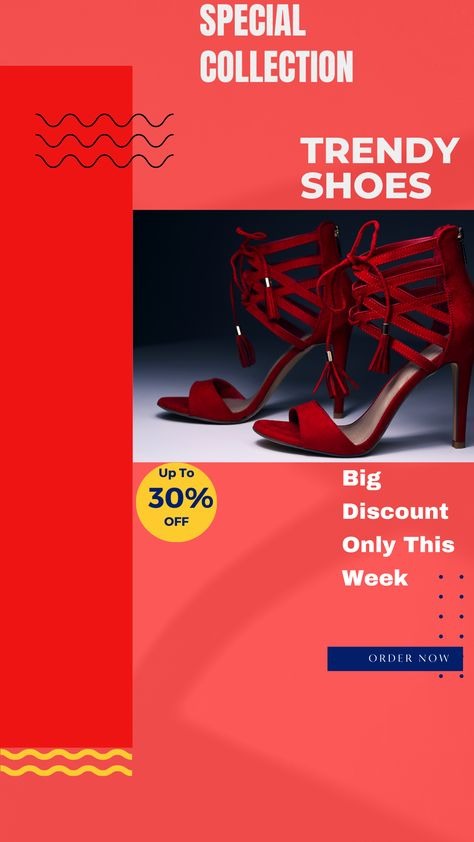 SPECIAL
COLLECTION
TRENDY
SHOES
Up To
30%
OFF
Big
Discount
Only This
Week
ORDER NOW